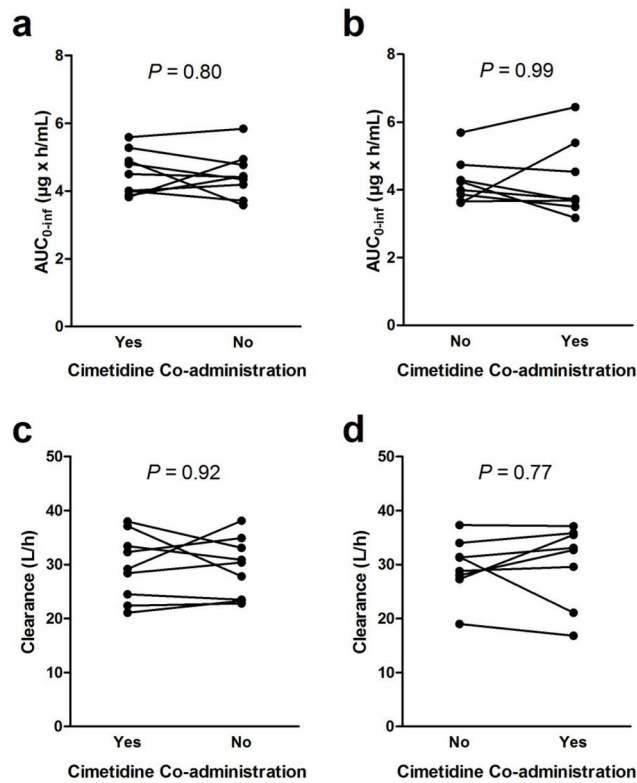 a
P = 0.80
8
6
4
2
0
AUC0-inf (µg x h/mL)
Yes
No
Cimetidine Co-administration
b
P = 0.99
8
6
4
2
0
AUC0-inf (µg x h/mL)
No
Yes
Cimetidine Co-administration
c
P = 0.92
50
40
30
20
10
0
Clearance (L/h)
Yes
No
Cimetidine Co-administration
d
P = 0.77
50
40
30
20
10
0
Clearance (L/h)
No
Yes
Cimetidine Co-administration